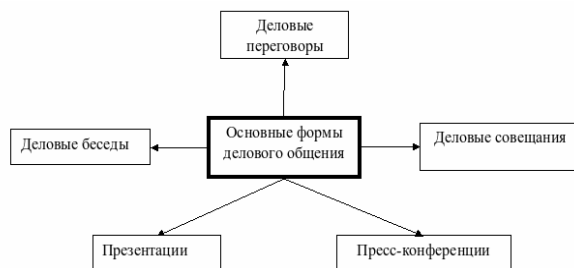 Деловые
переговоры
Деловые беседы
Основные формы
делового общения
Деловые совещания
Презентации
Пресс-конференции